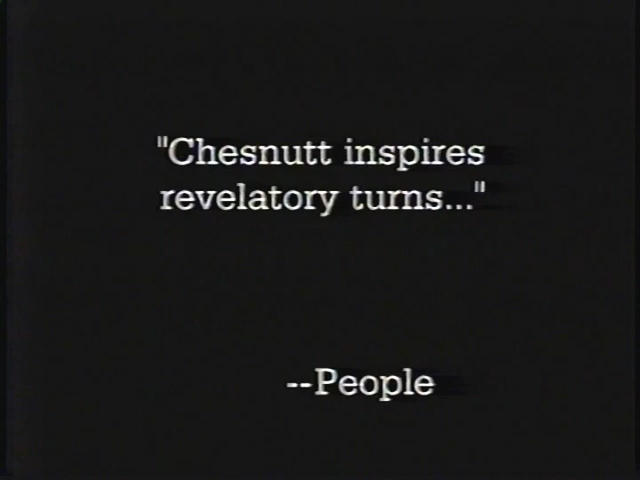 "Chesnutt inspires
revelatory turns..."
--People